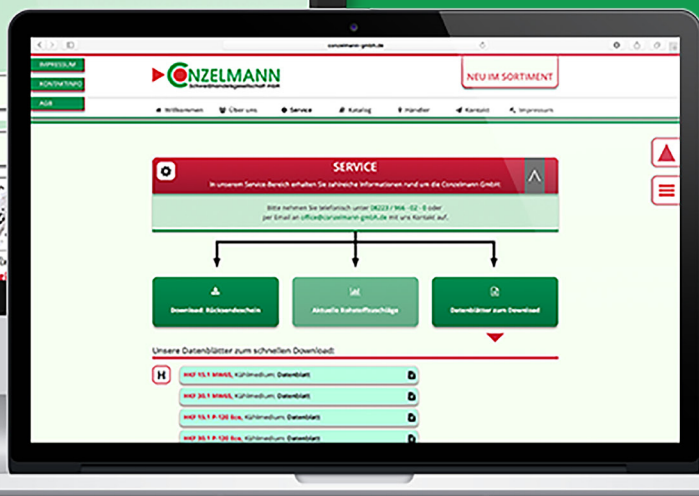 conzelmann-gmbh.de
IMPRESSUM
KONTAKTINFO
AGB
CONZELMANN
Schweißhandelsgesellschaft mbH
NEU IM SORTIMENT
Willkommen Über uns Service Katalog Händler Kontakt Impressum
SERVICE
In unserem Service-Bereich erhalten Sie zahlreiche Informationen rund um die Conzelmann GmbH:
Bitte nehmen Sie telefonisch unter 08223 / 966 - 02 - 0 oder
per Email an office@conzelmann-gmbh.de mit uns Kontakt auf.
Download: Rücksendeschein
Aktuelle Rohstoffzuschläge
Datenblätter zum Download
Unsere Datenblätter zum schnellen Download:
H
HKF 15.1 MW65, Kühlmedium: Datenblatt
HKF 30.1 MW65, Kühlmedium: Datenblatt
HKF 15.1 P-120 Eco, Kühlmedium: Datenblatt
HKF 30.1 P-120 Eco, Kühlmedium: Datenblatt